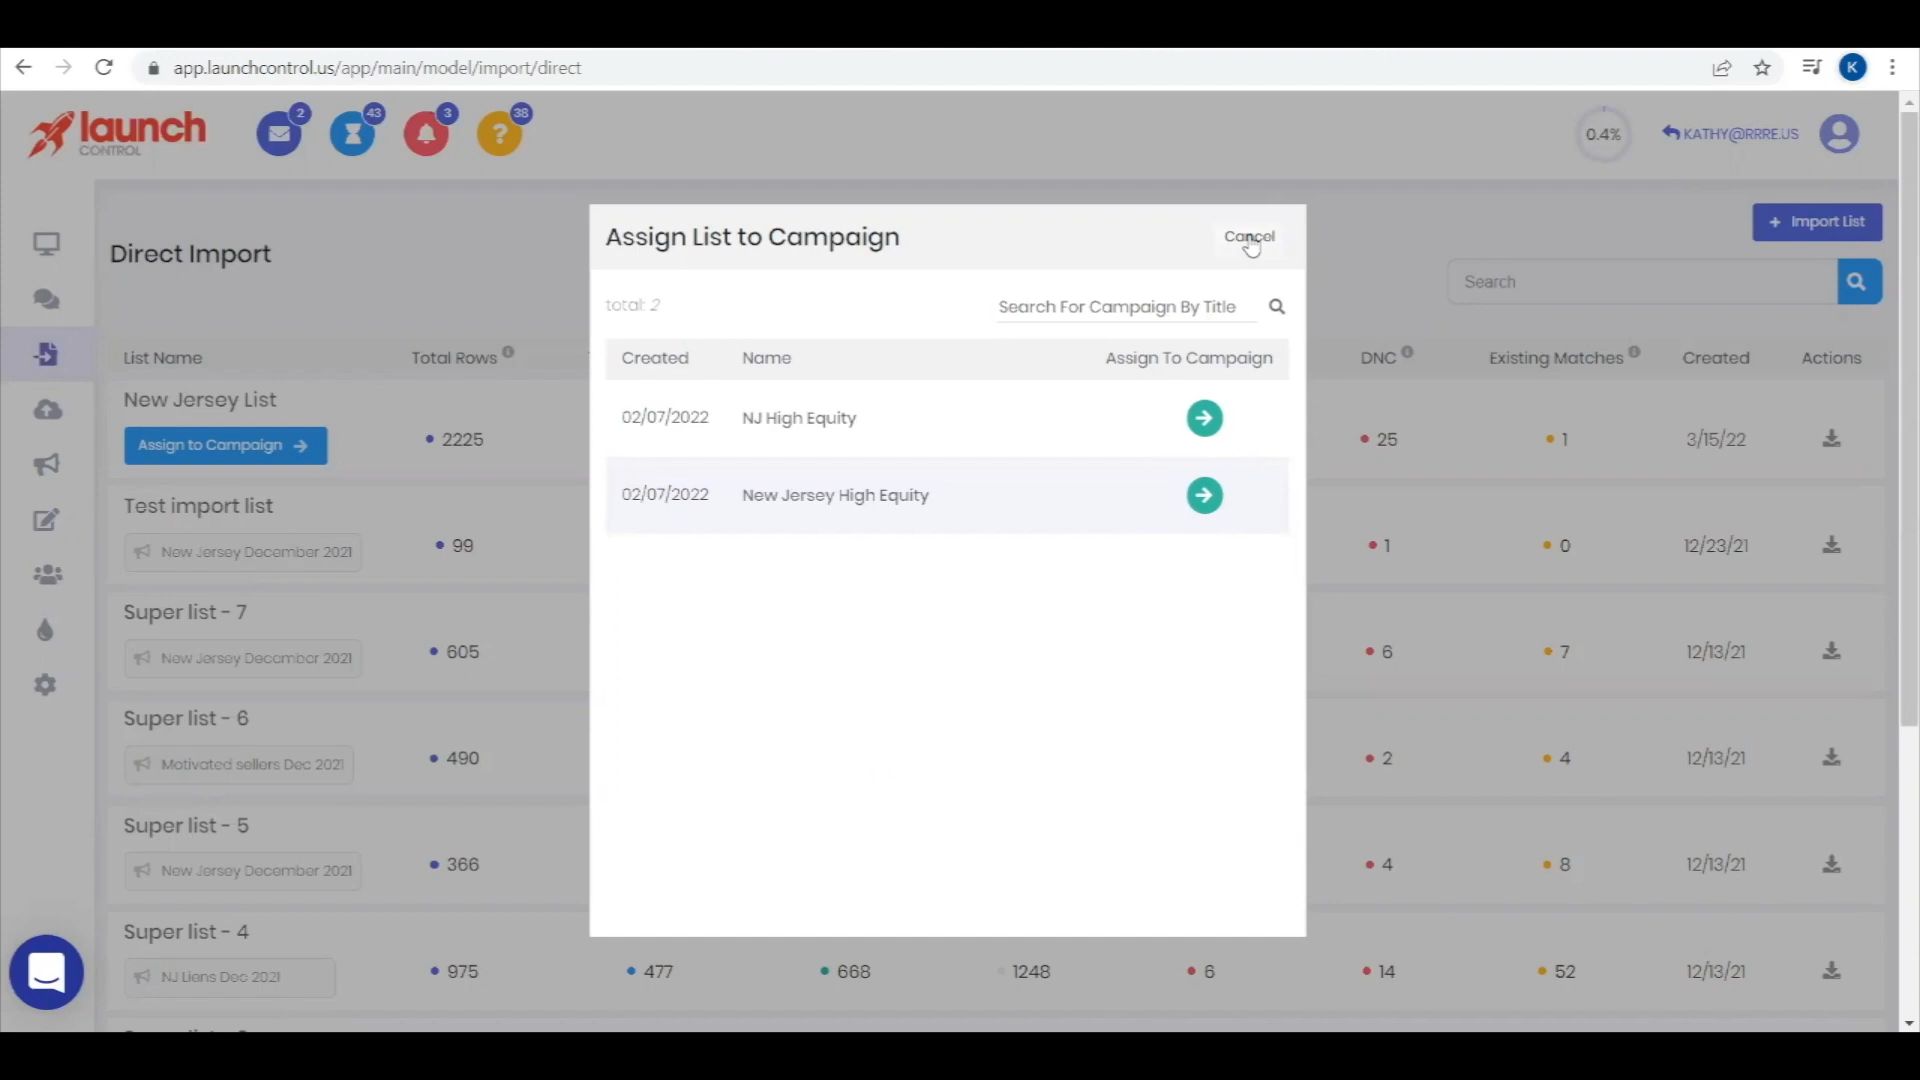 app.launchcontrol.us/app/main/model/import/direct
K
launch
CONTROL
2
43
3
38
?
0.4%
KATHY@RRRE.US
Direct Import
+ Import List
Search
Assign List to Campaign
Cancel
total: 2
Search For Campaign By Title
Created Name Assign To Campaign
02/07/2022 NJ High Equity
02/07/2022 New Jersey High Equity
List Name Total Rows DNC Existing Matches Created Actions
New Jersey List
Assign to Campaign
2225 25 1 3/15/22
Test import list
New Jersey December 2021
99 1 0 12/23/21
Super list - 7
New Jersey December 2021
605 6 7 12/13/21
Super list - 6
Motivated sellers Dec 2021
490 2 4 12/13/21
Super list - 5
New Jersey December 2021
366 4 8 12/13/21
Super list - 4
NJ Liens Dec 2021
975 477 668 1248 6 14 52 12/13/21